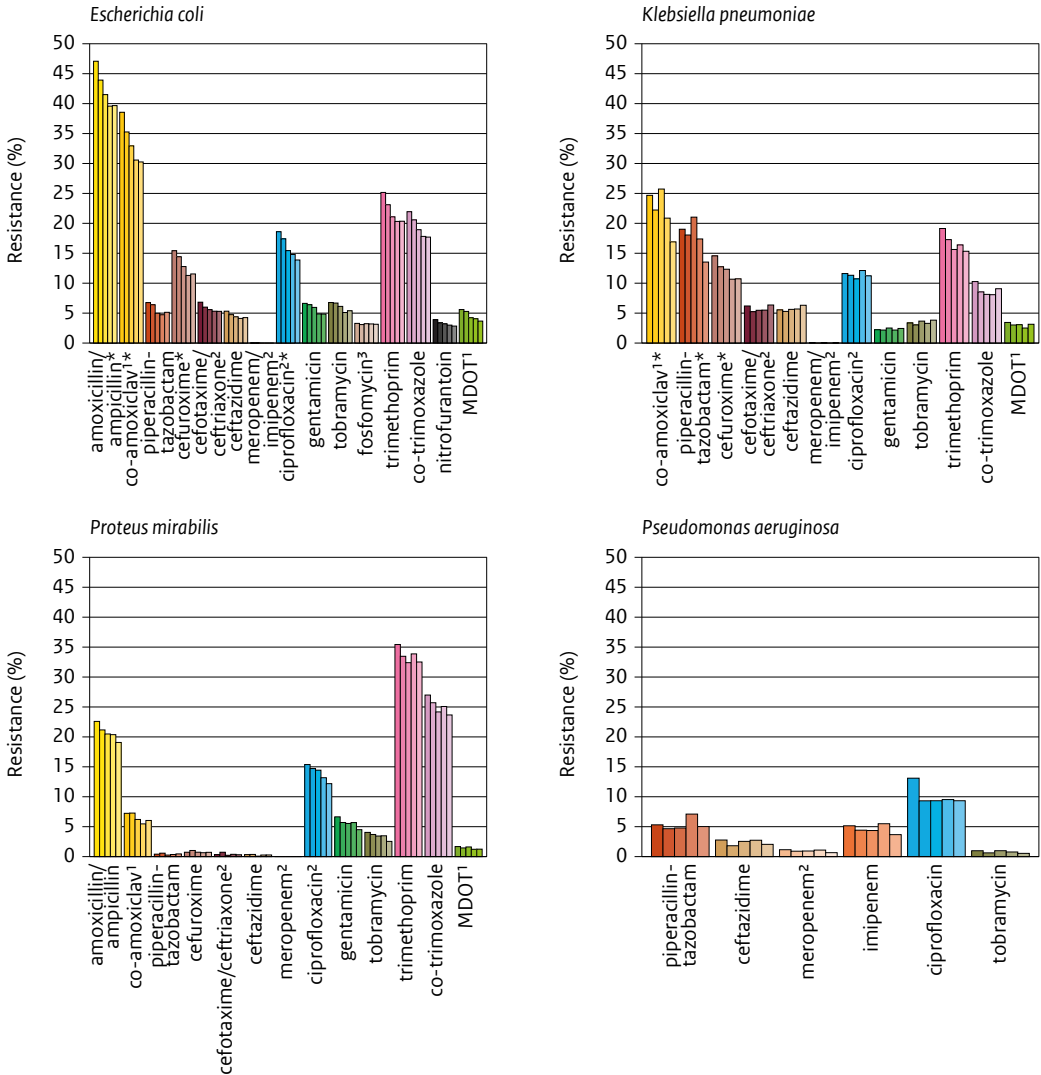 Escherichia coli
Resistance (%)
50
45
40
35
30
25
20
15
10
5
0
amoxicillin/
ampicillin*
co-amoxiclav¹*
piperacillin-
tazobactam
cefuroxime*
cefotaxime/
ceftriaxone²
ceftazidime
meropenem/
imipenem²
ciprofloxacin²*
gentamicin
tobramycin
fosfomycin³
trimethoprim
co-trimoxazole
nitrofurantoin
MDOT¹
Klebsiella pneumoniae
Resistance (%)
50
45
40
35
30
25
20
15
10
5
0
co-amoxiclav¹*
piperacillin-
tazobactam*
cefuroxime*
cefotaxime/
ceftriaxone²
ceftazidime
meropenem/
imipenem²
ciprofloxacin²
gentamicin
tobramycin
trimethoprim
co-trimoxazole
MDOT¹
Proteus mirabilis
Resistance (%)
50
45
40
35
30
25
20
15
10
5
0
amoxicillin/
ampicillin
co-amoxiclav¹
piperacillin-
tazobactam
cefuroxime
cefotaxime/ceftriaxone²
ceftazidime
meropenem²
ciprofloxacin²
gentamicin
tobramycin
trimethoprim
co-trimoxazole
MDOT¹
Pseudomonas aeruginosa
Resistance (%)
50
45
40
35
30
25
20
15
10
5
0
piperacillin-
tazobactam
ceftazidime
meropenem²
imipenem
ciprofloxacin
tobramycin